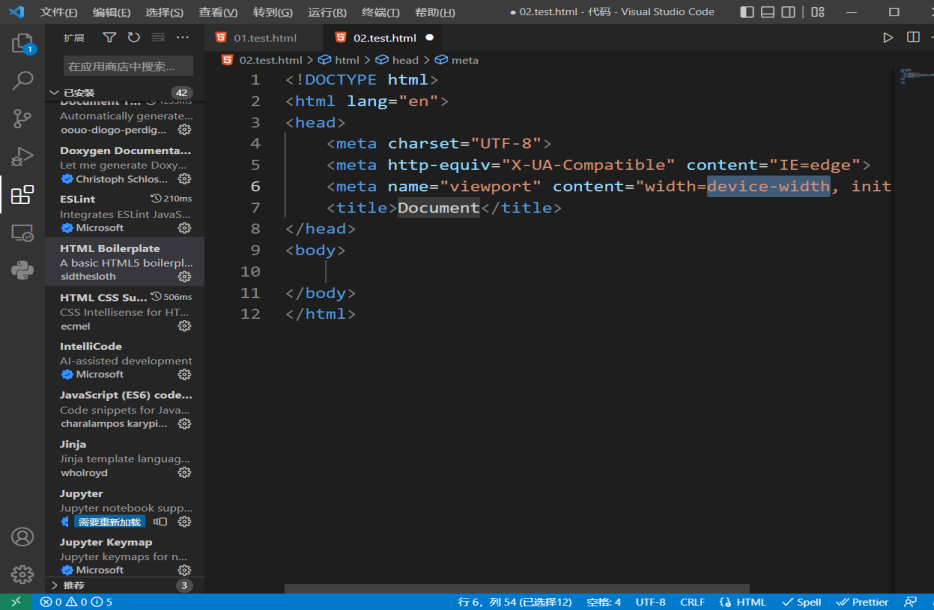 文件(F) 编辑(E) 选择(S) 查看(V) 转到(G) 运行(R) 终端(T) 帮助(H) ● 02.test.html - 代码 - Visual Studio Code
扩展
01.test.html
02.test.html
1
在应用商店中搜索...
02.test.html > html > head > meta
已安装 42
Automatically generate...
oouo-diogo-perdig...
Doxygen Documenta...
Let me generate Doxy...
Christoph Schlos...
ESLint 210ms
Integrates ESLint JavaS...
Microsoft
HTML Boilerplate
A basic HTML5 boilerpl...
sidthesloth
HTML CSS Su... 506ms
CSS Intellisense for HT...
ecmel
IntelliCode
AI-assisted development
Microsoft
JavaScript (ES6) code...
Code snippets for Java...
charalampos karypi...
Jinja
Jinja template languag...
wholroyd
Jupyter
Jupyter notebook supp...
需要重新加载
Jupyter Keymap
Jupyter keymaps for n...
Microsoft
推荐 3
1 <!DOCTYPE html>
2 <html lang="en">
3 <head>
4 <meta charset="UTF-8">
5 <meta http-equiv="X-UA-Compatible" content="IE=edge">
6 <meta name="viewport" content="width=device-width, init
7 <title>Document</title>
8 </head>
9 <body>
10
11 </body>
12 </html>
0 0 5 行 6，列 54 (已选择12) 空格: 4 UTF-8 CRLF HTML Spell Prettier